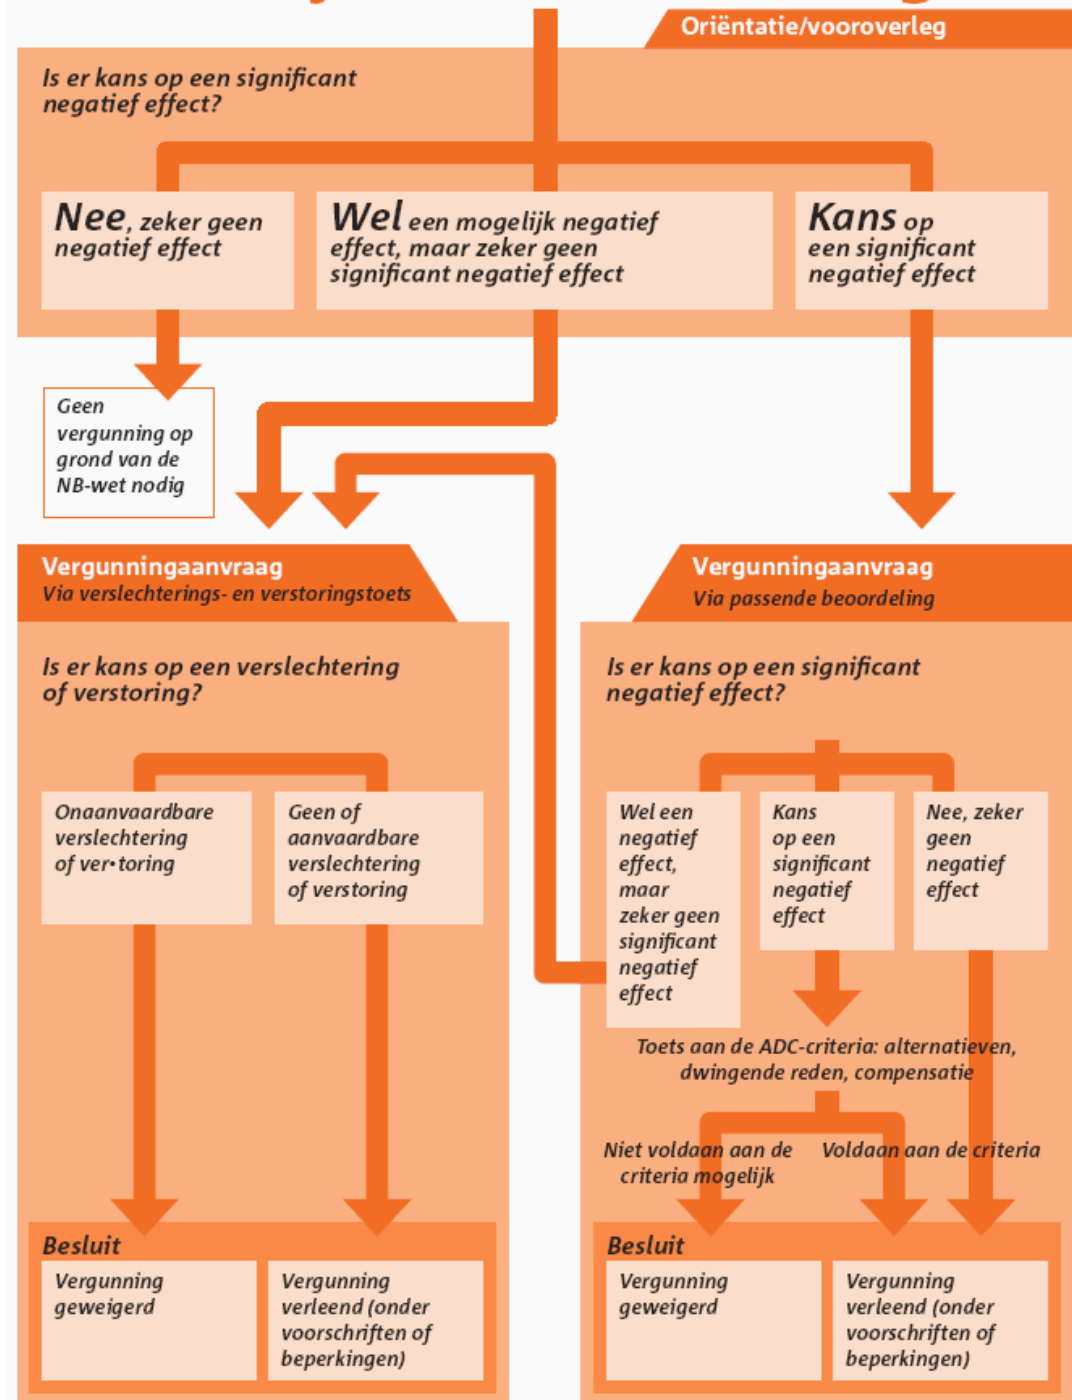 Oriëntatie/vooroverleg
Is er kans op een significant
negatief effect?
Nee, zeker geen
negatief effect
Wel een mogelijk negatief
effect, maar zeker geen
significant negatief effect
Kans op
een significant
negatief effect
Geen
vergunning op
grond van de
NB-wet nodig
Vergunningaanvraag
Via verslechterings- en verstoringstoets
Is er kans op een verslechtering
of verstoring?
Onaanvaardbare
verslechtering
of ver•toring
Geen of
aanvaardbare
verslechtering
of verstoring
Besluit
Vergunning
geweigerd
Vergunning
verleend (onder
voorschriften of
beperkingen)
Vergunningaanvraag
Via passende beoordeling
Is er kans op een significant
negatief effect?
Wel een
negatief
effect,
maar
zeker geen
significant
negatief
effect
Kans
op een
significant
negatief
effect
Nee, zeker
geen
negatief
effect
Toets aan de ADC-criteria: alternatieven,
dwingende reden, compensatie
Niet voldaan aan de
criteria mogelijk
Voldaan aan de criteria
Besluit
Vergunning
geweigerd
Vergunning
verleend (onder
voorschriften of
beperkingen)